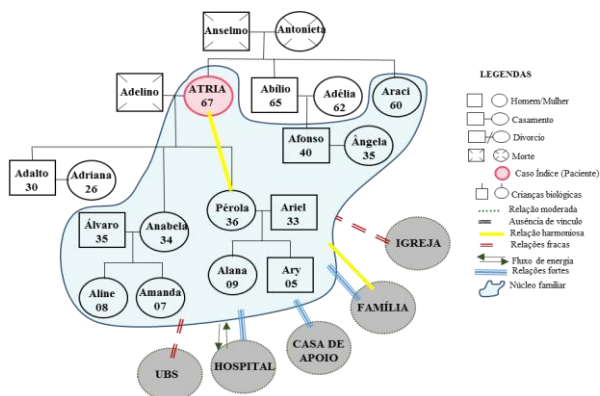 Anselmo
Antonieta
Adelino
ATRIA
67
Abílio
65
Adélia
62
Araci
60
Afonso
40
Ângela
35
Adalto
30
Adriana
26
Álvaro
35
Anabela
34
Pérola
36
Ariel
33
Aline
08
Amanda
07
Alana
09
Ary
05
IGREJA
FAMÍLIA
CASA DE
APOIO
HOSPITAL
UBS
LEGENDAS
Homem/Mulher
Casamento
Divorcio
Morte
Caso Índice (Paciente)
Crianças biológicas
Relação moderada
Ausência de vínculo
Relação harmoniosa
Relações fracas
Fluxo de energia
Relações fortes
Núcleo familiar